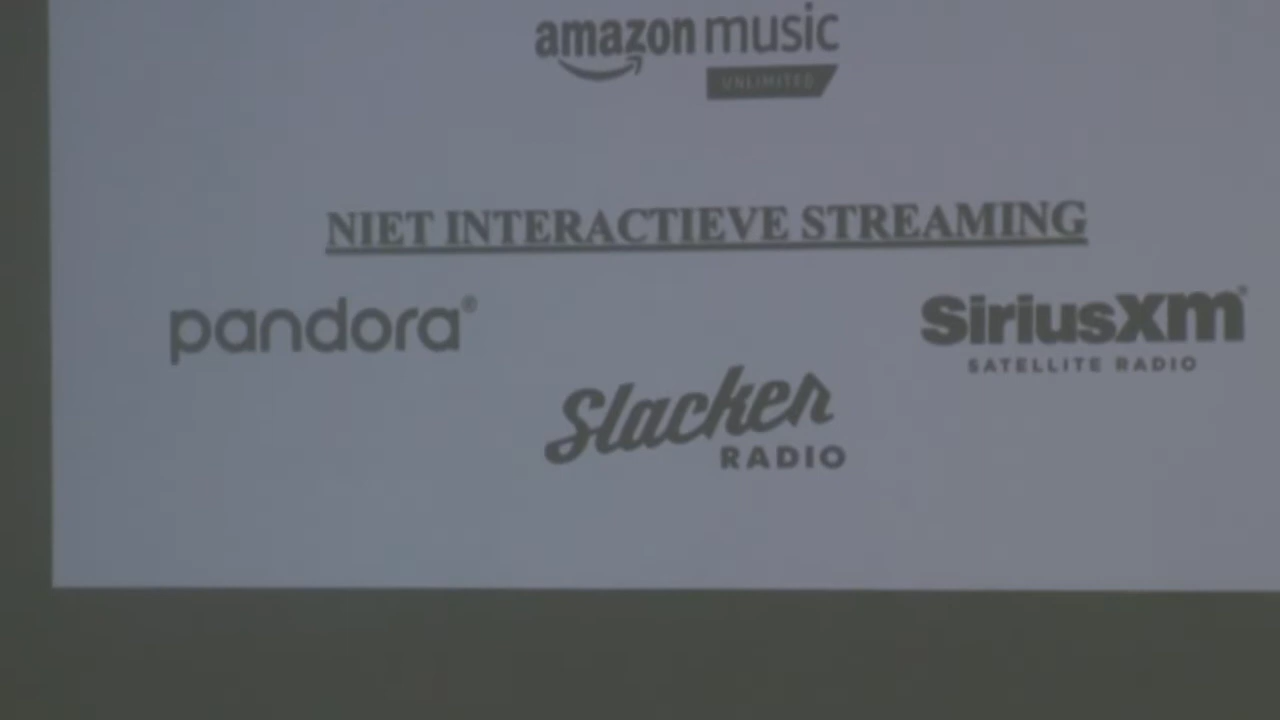 amazon music
UNLIMITED
NIET INTERACTIEVE STREAMING
pandora®
SiriusXm®
SATELLITE RADIO
Slacker
RADIO